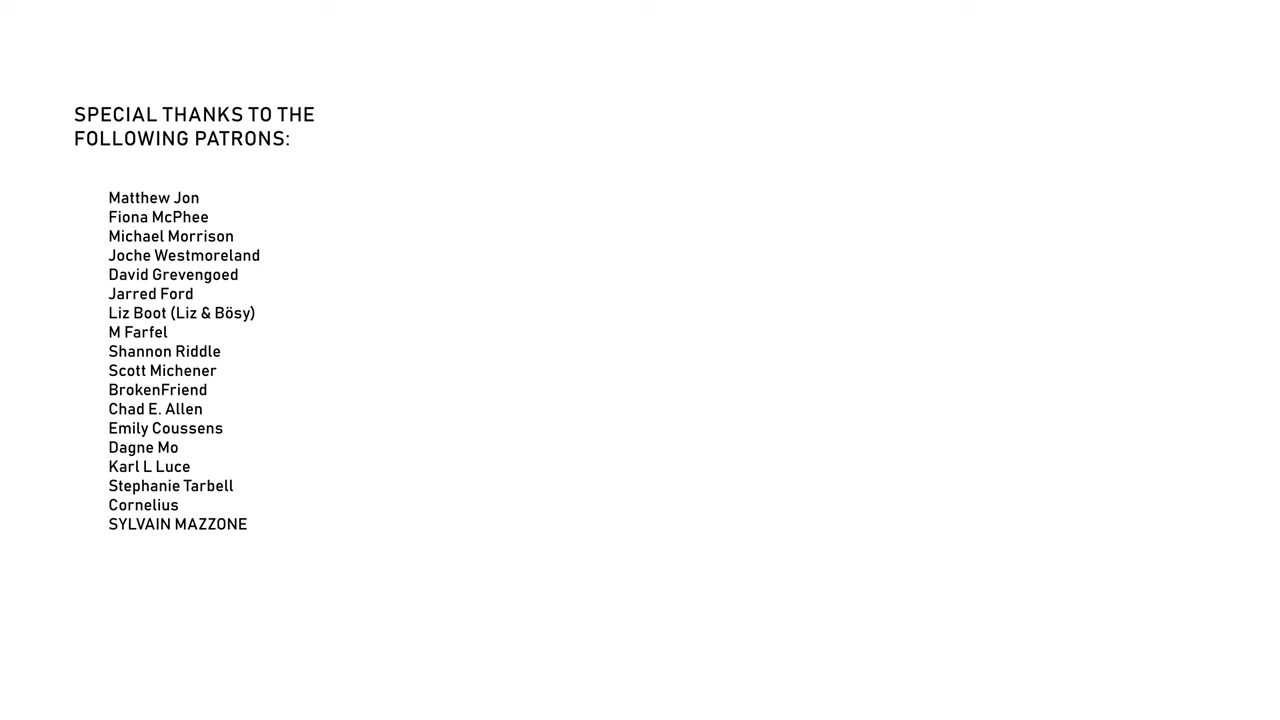 SPECIAL THANKS TO THE
FOLLOWING PATRONS:
Matthew Jon
Fiona McPhee
Michael Morrison
Joche Westmoreland
David Grevengoed
Jarred Ford
Liz Boot (Liz & Bösy)
M Farfel
Shannon Riddle
Scott Michener
BrokenFriend
Chad E. Allen
Emily Coussens
Dagne Mo
Karl L Luce
Stephanie Tarbell
Cornelius
SYLVAIN MAZZONE